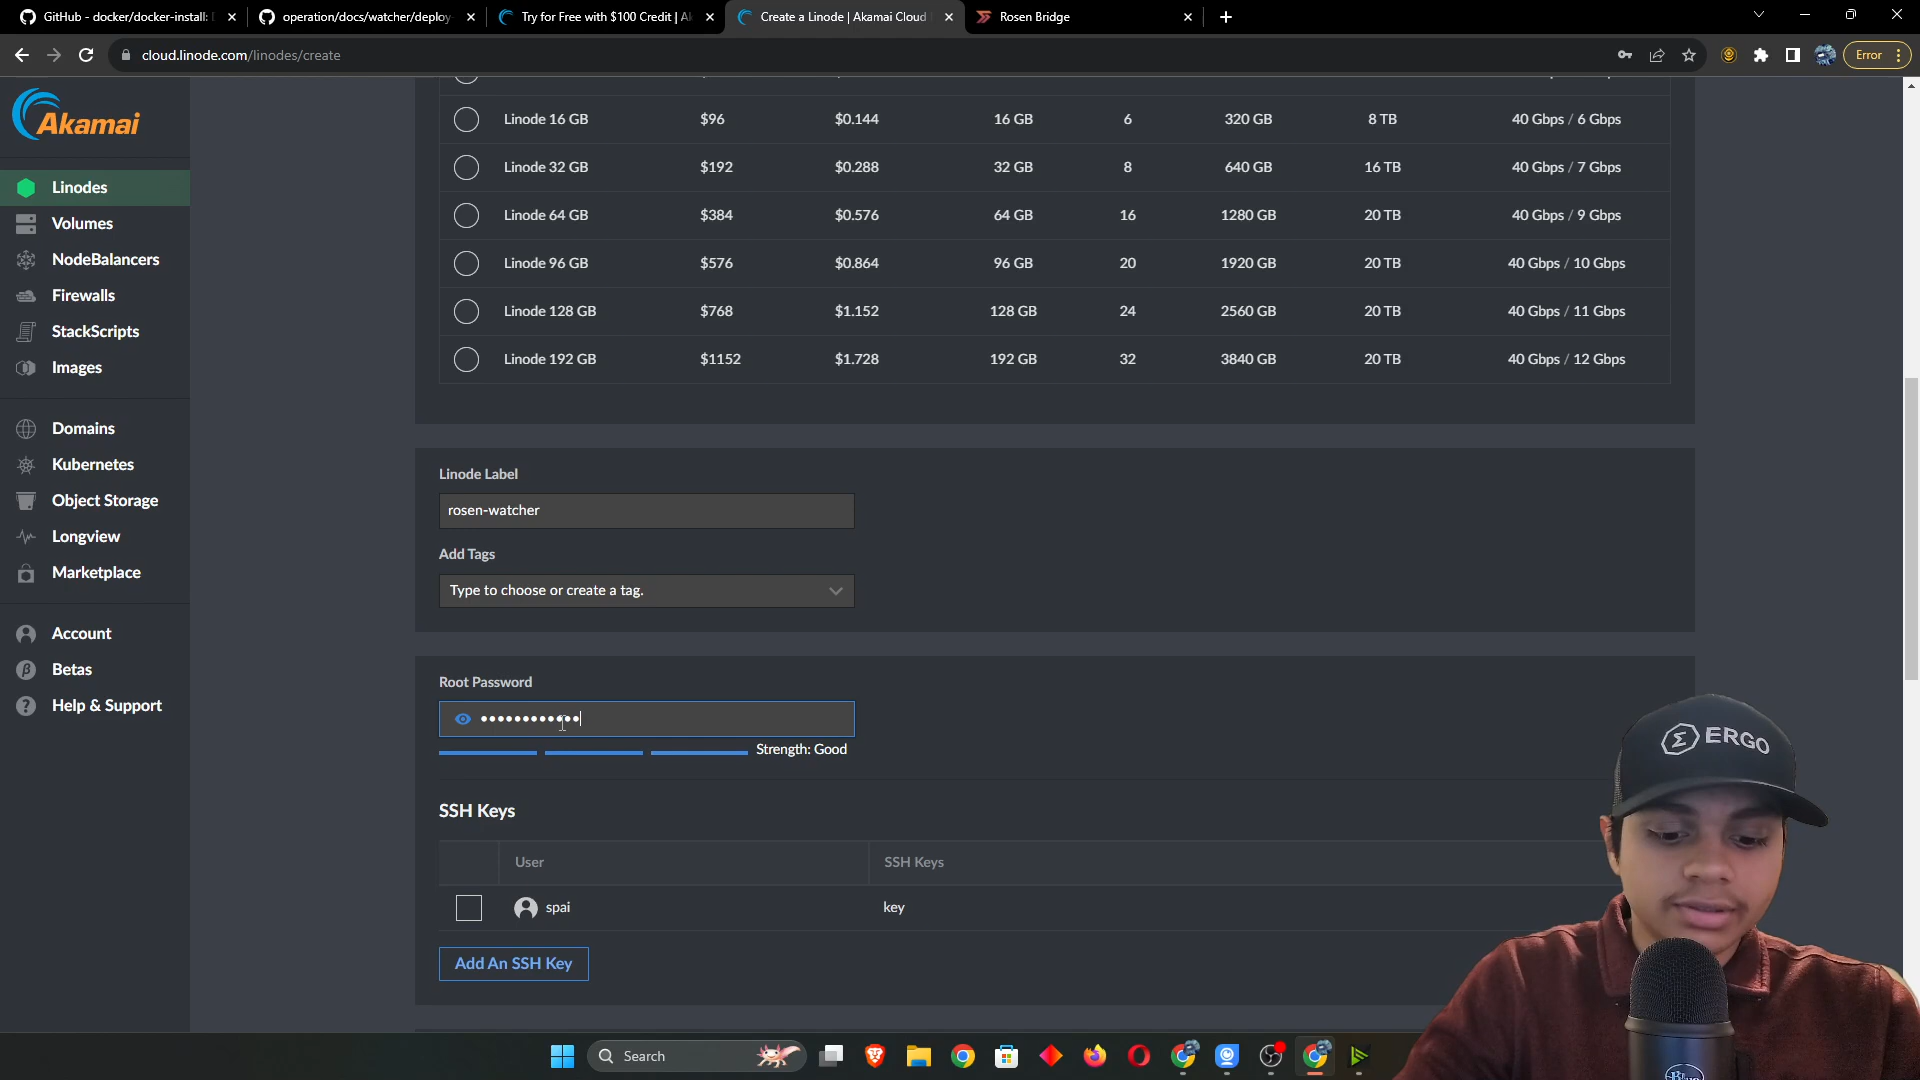 GitHub - docker/docker-install: D
operation/docs/watcher/deploy-
Try for Free with $100 Credit | Ak
Create a Linode | Akamai Cloud
Rosen Bridge
cloud.linode.com/linodes/create
Error
Akamai
Linodes
Volumes
NodeBalancers
Firewalls
StackScripts
Images
Domains
Kubernetes
Object Storage
Longview
Marketplace
Account
Betas
Help & Support
Linode 16 GB $96 $0.144 16 GB 6 320 GB 8 TB 40 Gbps / 6 Gbps
Linode 32 GB $192 $0.288 32 GB 8 640 GB 16 TB 40 Gbps / 7 Gbps
Linode 64 GB $384 $0.576 64 GB 16 1280 GB 20 TB 40 Gbps / 9 Gbps
Linode 96 GB $576 $0.864 96 GB 20 1920 GB 20 TB 40 Gbps / 10 Gbps
Linode 128 GB $768 $1.152 128 GB 24 2560 GB 20 TB 40 Gbps / 11 Gbps
Linode 192 GB $1152 $1.728 192 GB 32 3840 GB 20 TB 40 Gbps / 12 Gbps
Linode Label
rosen-watcher
Add Tags
Type to choose or create a tag.
Root Password
••••••••••••
Strength: Good
SSH Keys
User SSH Keys
spai key
Add An SSH Key
Σ ERGO
Search
Blue